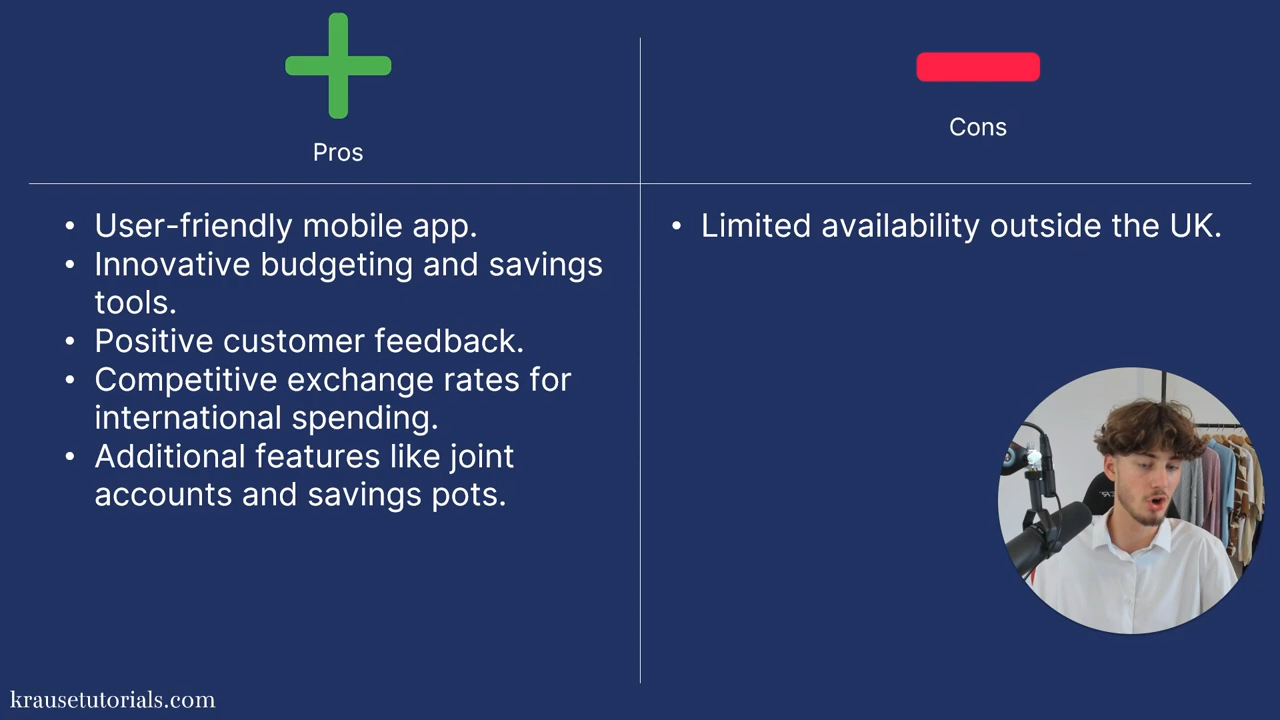 Pros
Cons
• User-friendly mobile app.
• Innovative budgeting and savings
tools.
• Positive customer feedback.
• Competitive exchange rates for
international spending.
• Additional features like joint
accounts and savings pots.
• Limited availability outside the UK.
krausetutorials.com